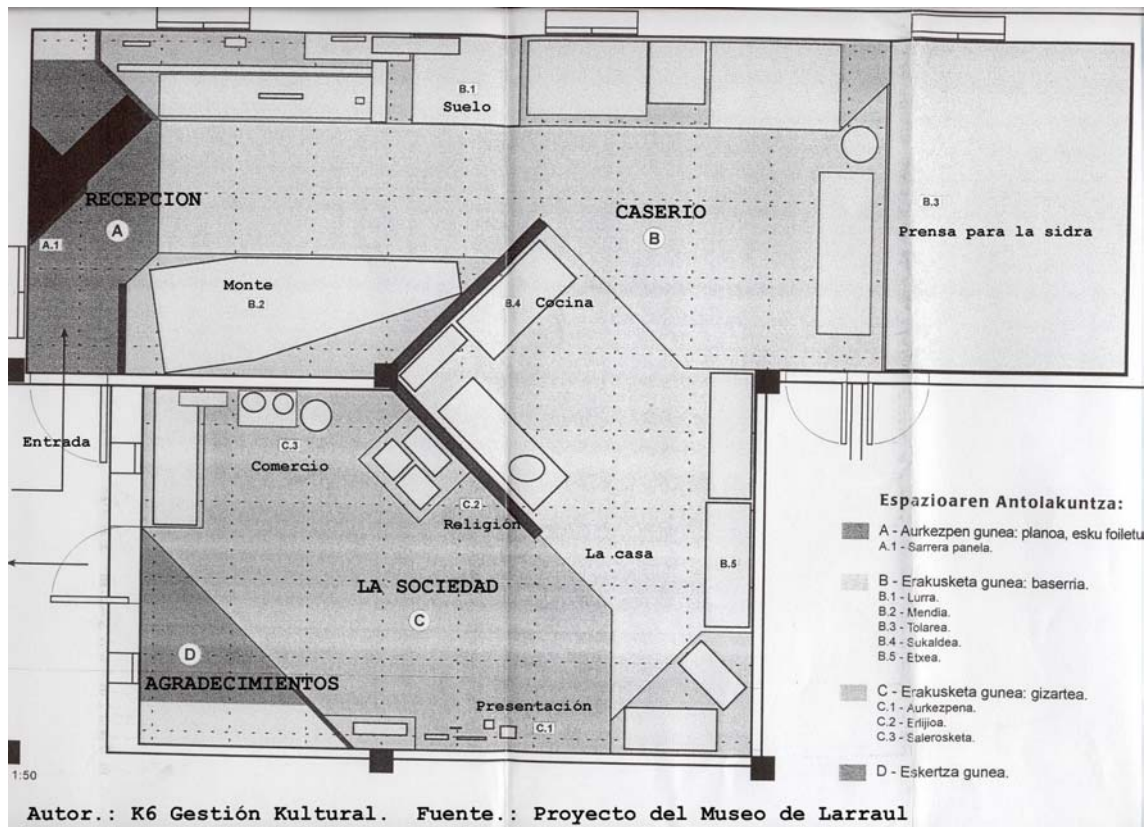 B.1
Suelo
RECEPCION
A
A.1
CASERIO
B
B.3
Prensa para la sidra
Monte
B.2
B.4
Cocina
Entrada
C.3
Comercio
C.2
Religión
La casa
B.5
LA SOCIEDAD
C
D
AGRADECIMIENTOS
Presentación
C.1
Espazioaren Antolakuntza:
A - Aurkezpen gunea: planoa, esku foiletu
A.1 - Sarrera panela.
B - Erakusketa gunea: baserria.
B.1 - Lurra.
B.2 - Mendia.
B.3 - Tolarea.
B.4 - Sukaldea.
B.5 - Etxea.
C - Erakusketa gunea: gizartea.
C.1 - Aurkezpena.
C.2 - Erlijioa.
C.3 - Salerosketa.
D - Eskertza gunea.
1:50
Autor.: K6 Gestión Kultural. Fuente.: Proyecto del Museo de Larraul